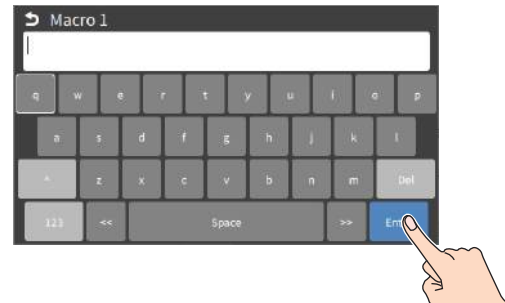 Macro 1
q w e r t y u i o p
a s d f g h j k l
^ z x c v b n m Del
123 << Space >>